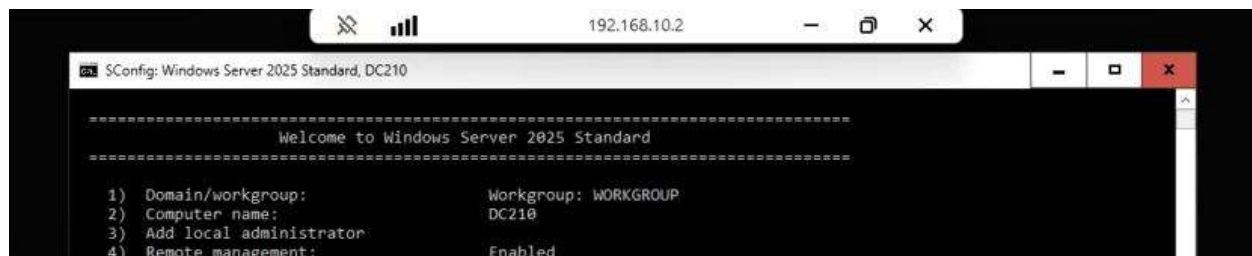 192.168.10.2
SConfig: Windows Server 2025 Standard, DC210
================================================================================
Welcome to Windows Server 2025 Standard
================================================================================
1) Domain/workgroup: Workgroup: WORKGROUP
2) Computer name: DC210
3) Add local administrator
4) Remote management: Enabled